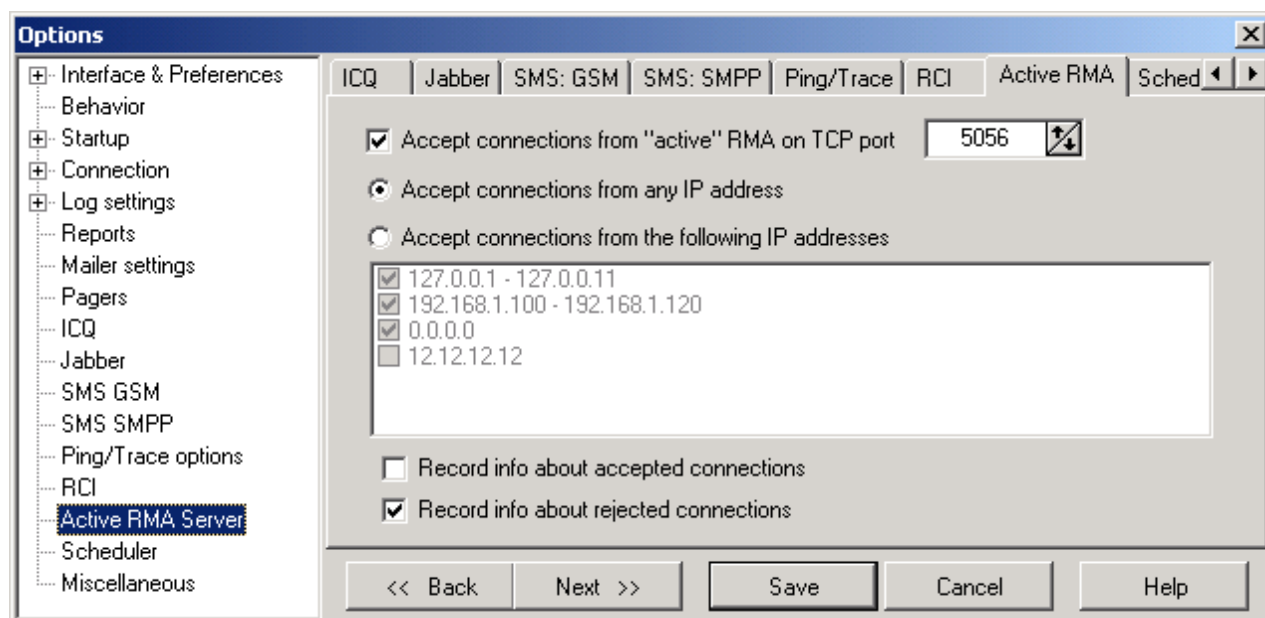 Options
Interface & Preferences
Behavior
Startup
Connection
Log settings
Reports
Mailer settings
Pagers
ICQ
Jabber
SMS GSM
SMS SMPP
Ping/Trace options
RCI
Active RMA Server
Scheduler
Miscellaneous
ICQ Jabber SMS: GSM SMS: SMPP Ping/Trace RCI Active RMA Sched
Accept connections from "active" RMA on TCP port 5056
Accept connections from any IP address
Accept connections from the following IP addresses
127.0.0.1 - 127.0.0.11
192.168.1.100 - 192.168.1.120
0.0.0.0
12.12.12.12
Record info about accepted connections
Record info about rejected connections
<< Back Next >> Save Cancel Help